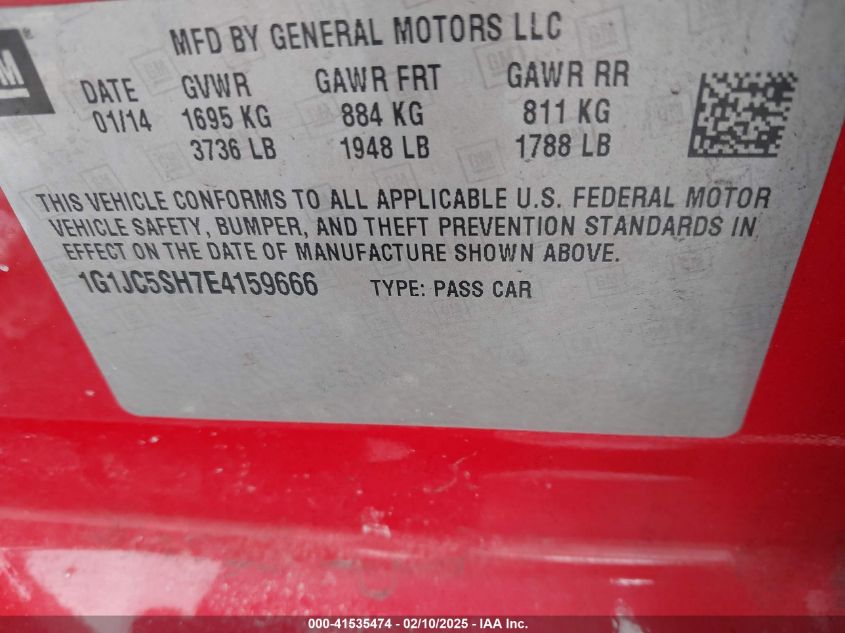 GM
MFD BY GENERAL MOTORS LLC
DATE GVWR GAWR FRT GAWR RR
01/14 1695 KG 884 KG 811 KG
3736 LB 1948 LB 1788 LB
THIS VEHICLE CONFORMS TO ALL APPLICABLE U.S. FEDERAL MOTOR
VEHICLE SAFETY, BUMPER, AND THEFT PREVENTION STANDARDS IN
EFFECT ON THE DATE OF MANUFACTURE SHOWN ABOVE.
1G1JC5SH7E4159666 TYPE: PASS CAR
000-41535474 - 02/10/2025 - IAA Inc.